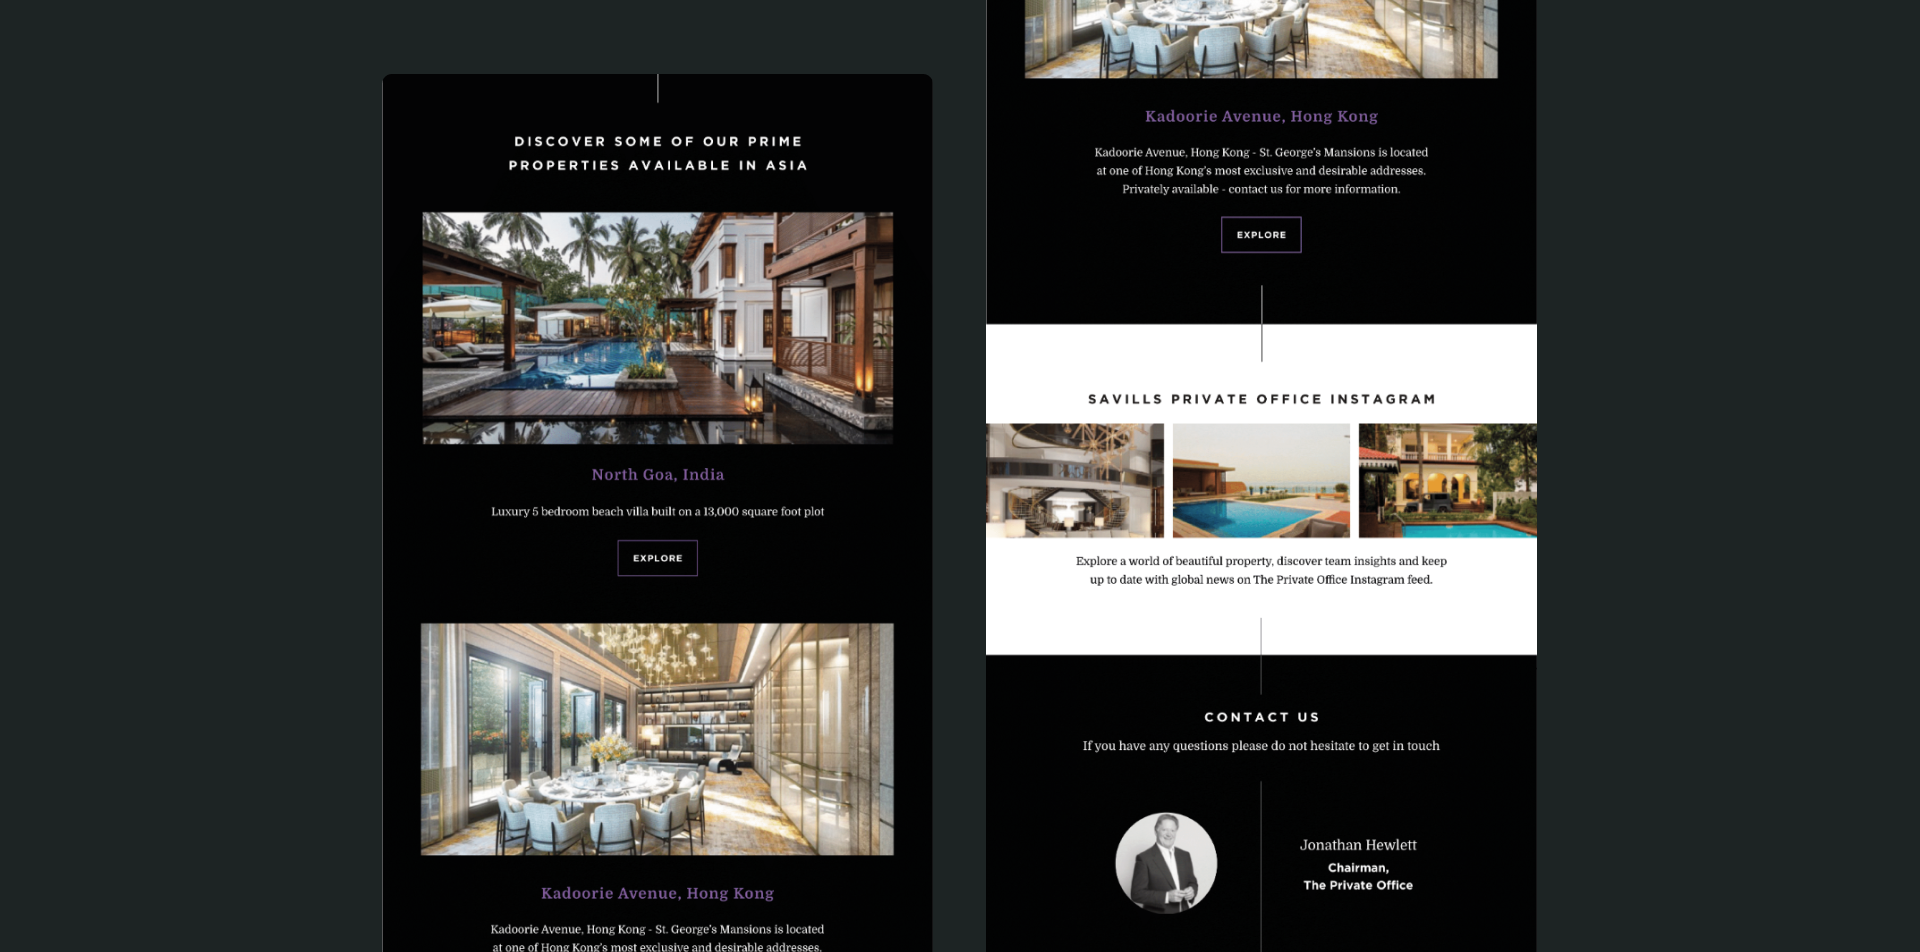 DISCOVER SOME OF OUR PRIME
PROPERTIES AVAILABLE IN ASIA
North Goa, India
Luxury 5 bedroom beach villa built on a 13,000 square foot plot
EXPLORE
Kadoorie Avenue, Hong Kong
Kadoorie Avenue, Hong Kong - St. George's Mansions is located
at one of Hong Kong's most exclusive and desirable addresses.
Kadoorie Avenue, Hong Kong
Kadoorie Avenue, Hong Kong - St. George's Mansions is located
at one of Hong Kong's most exclusive and desirable addresses.
Privately available - contact us for more information.
EXPLORE
SAVILLS PRIVATE OFFICE INSTAGRAM
Explore a world of beautiful property, discover team insights and keep
up to date with global news on The Private Office Instagram feed.
CONTACT US
If you have any questions please do not hesitate to get in touch
Jonathan Hewlett
Chairman,
The Private Office